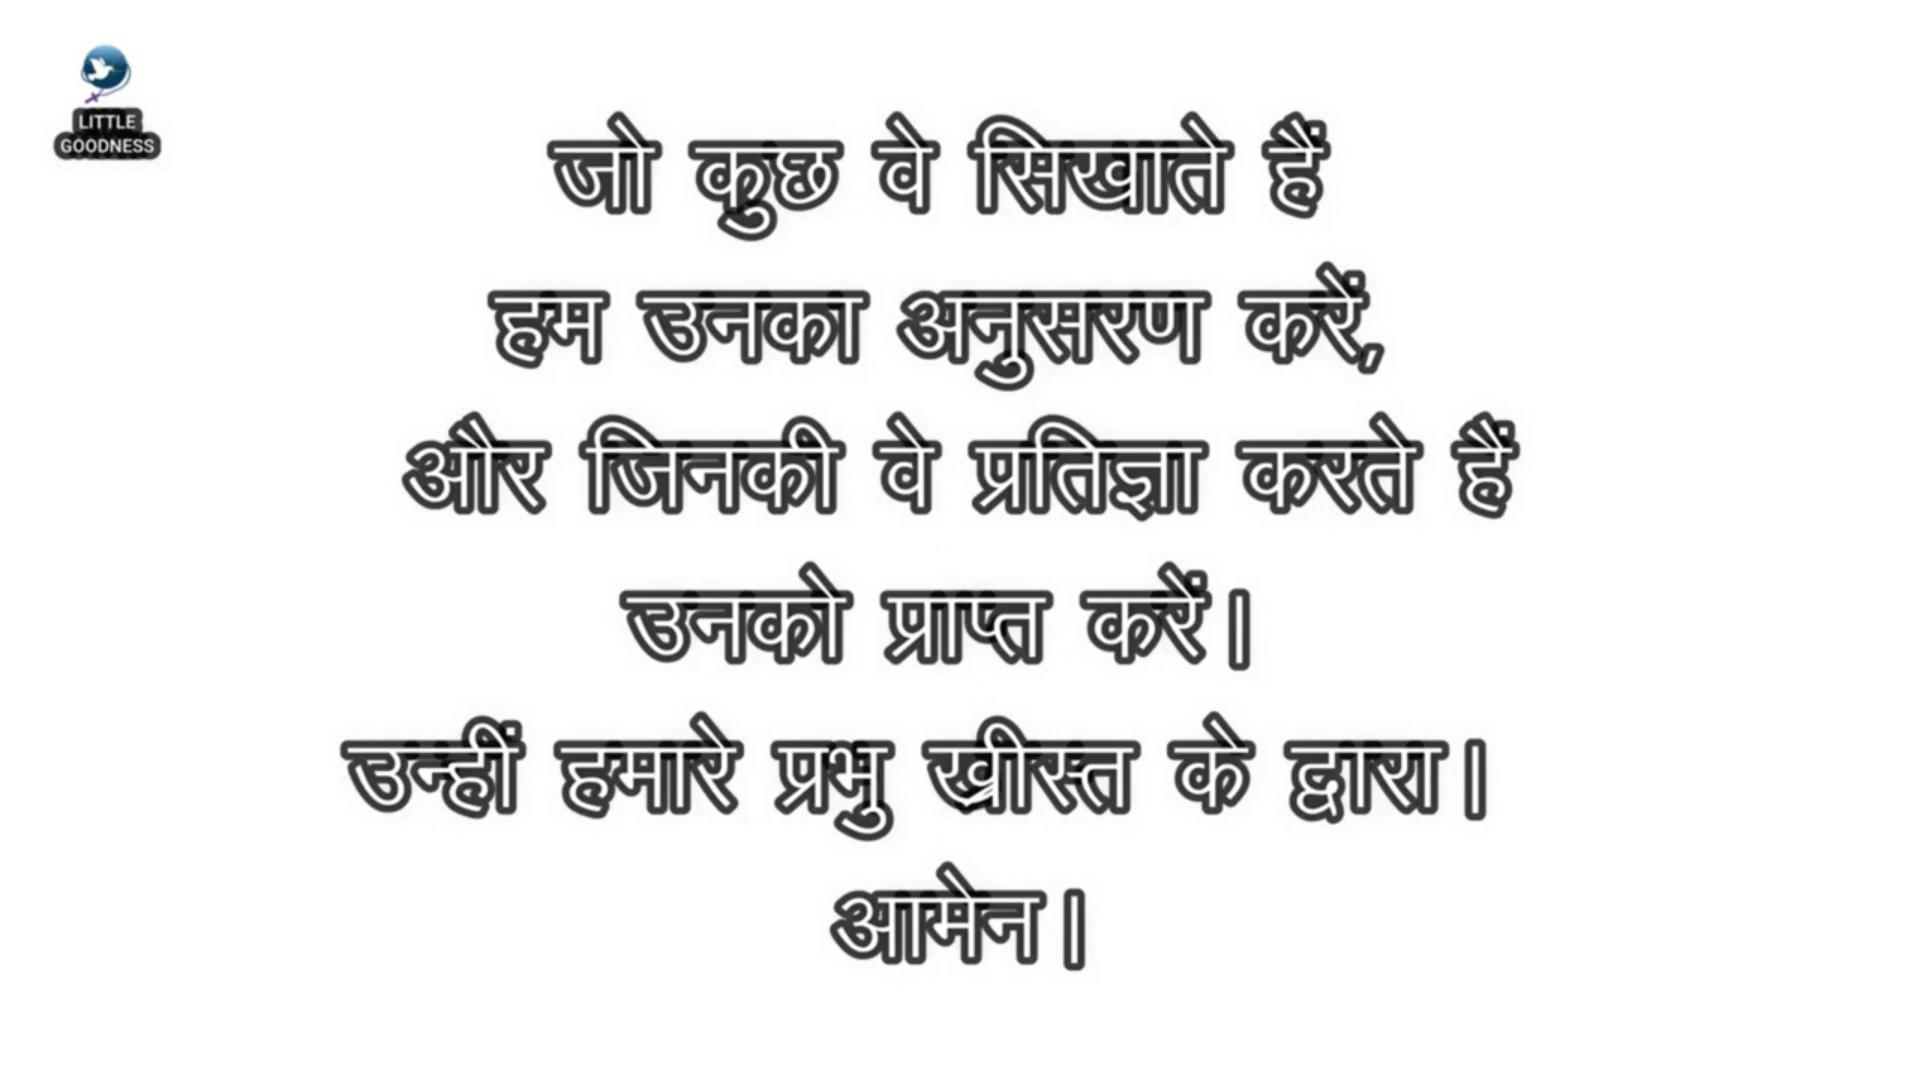 LITTLE
GOODNESS
जो कुछ वे सिखाते हैं
हम उनका अनुसरण करें,
और जिनकी वे प्रतिज्ञा करते हैं
उनको प्राप्त करें।
उन्हीं हमारे प्रभु ख्रीस्त के द्वारा।
आमेन।